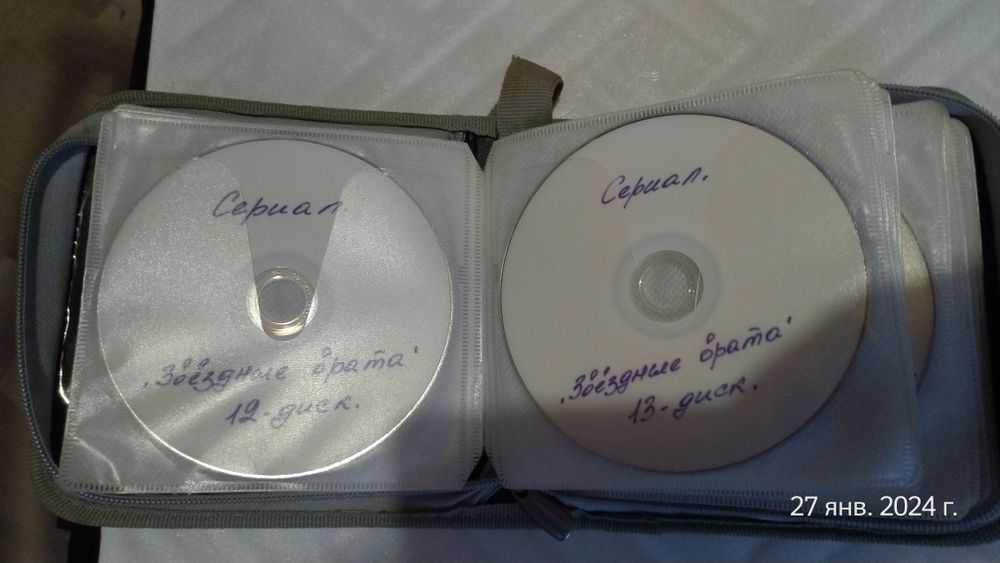 Сериал.
"Звёздные врата"
12-диск.
Сериал.
"Звёздные врата"
13-диск.
27 янв. 2024 г.